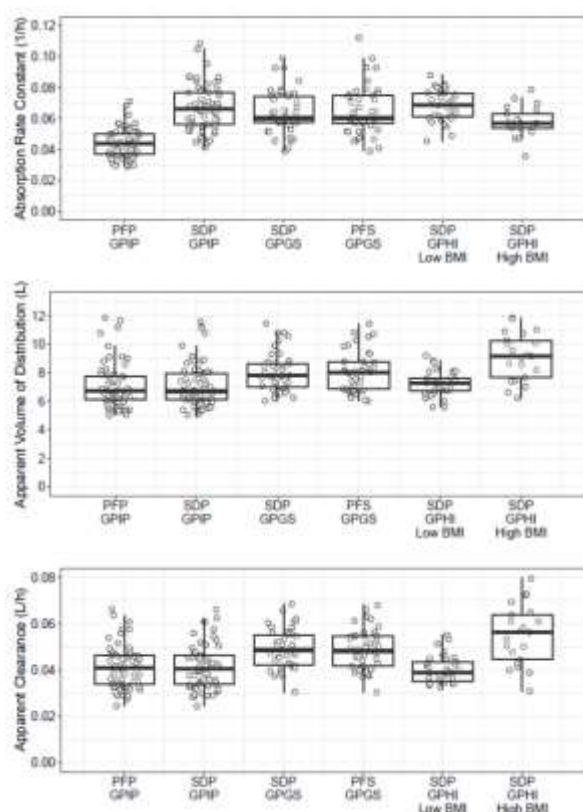 Absorption Rate Constant (1/h)
0.12
0.10
0.08
0.06
0.04
0.02
0.00
PFP SDP SDP PFS SDP SDP
GPIP GPIP GPGS GPGS GPHI GPHI
Low BMI High BMI
Apparent Volume of Distribution (L)
12
10
8
6
4
2
0
PFP SDP SDP PFS SDP SDP
GPIP GPIP GPGS GPGS GPHI GPHI
Low BMI High BMI
Apparent Clearance (L/h)
0.08
0.06
0.04
0.02
0.00
PFP SDP SDP PFS SDP SDP
GPIP GPIP GPGS GPGS GPHI GPHI
Low BMI High BMI